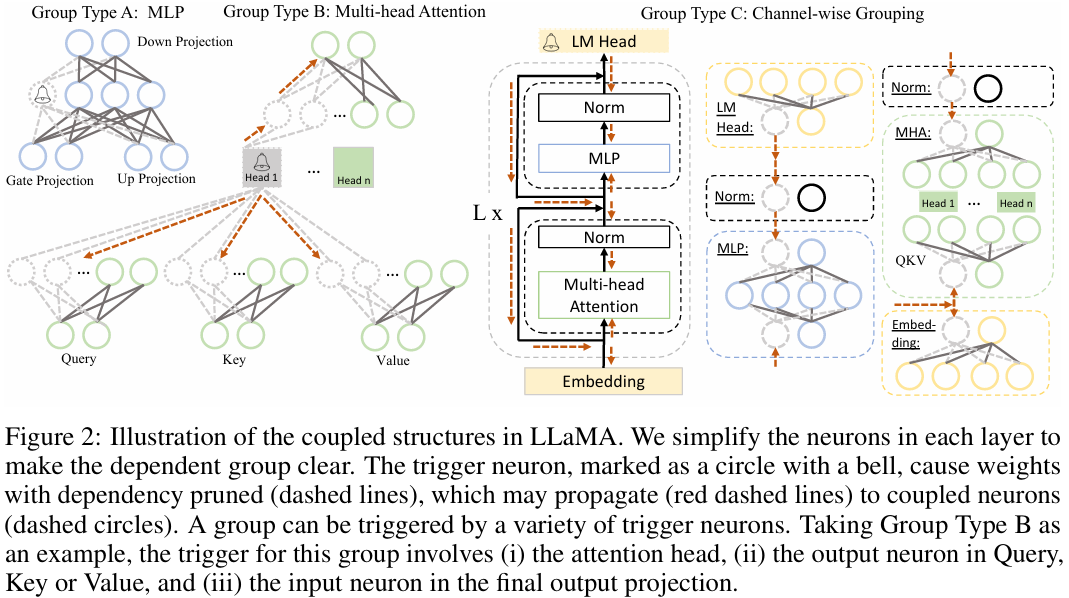 Group Type A: MLP
Down Projection
Gate Projection
Up Projection
Group Type B: Multi-head Attention
...
Head 1
...
Head n
...
Query
...
Key
...
Value
Group Type C: Channel-wise Grouping
LM Head
Norm
MLP
L x
Norm
Multi-head
Attention
Embedding
LM
Head:
Norm:
MLP:
Norm:
MHA:
Head 1
...
Head n
QKV
Embed-
ding:
Figure 2: Illustration of the coupled structures in LLaMA. We simplify the neurons in each layer to
make the dependent group clear. The trigger neuron, marked as a circle with a bell, cause weights
with dependency pruned (dashed lines), which may propagate (red dashed lines) to coupled neurons
(dashed circles). A group can be triggered by a variety of trigger neurons. Taking Group Type B as
an example, the trigger for this group involves (i) the attention head, (ii) the output neuron in Query,
Key or Value, and (iii) the input neuron in the final output projection.